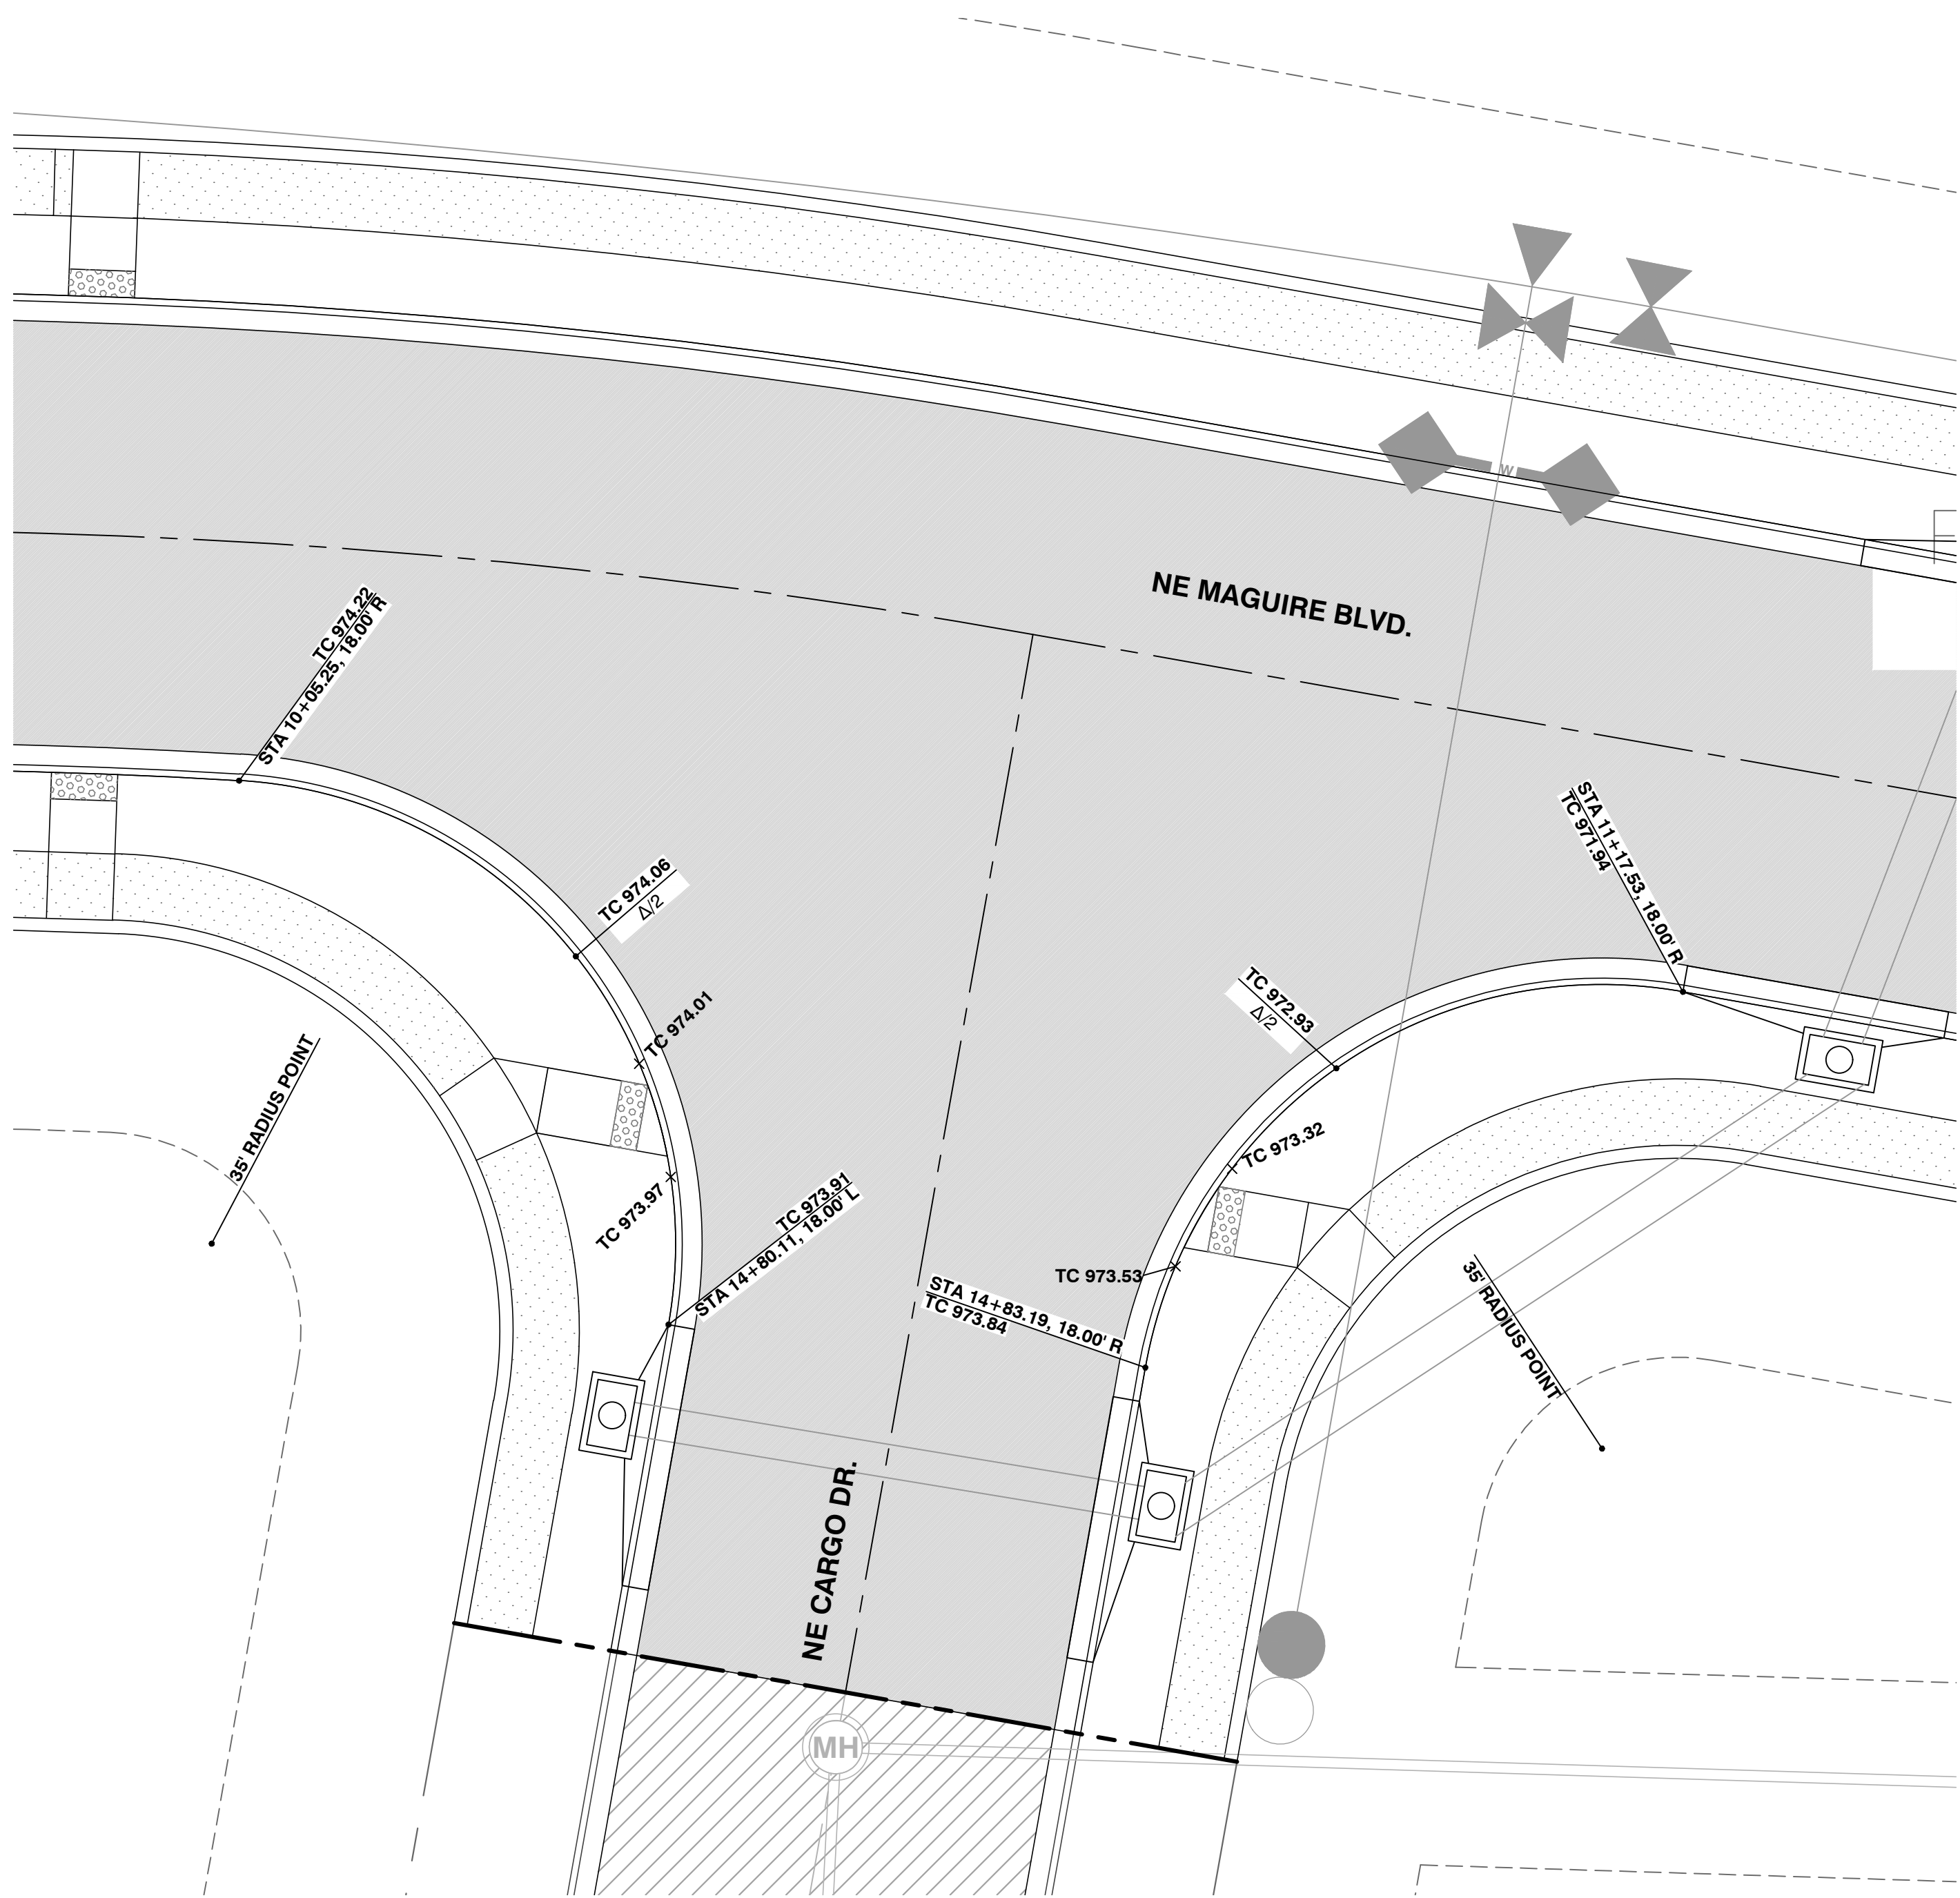 W
NE MAGUIRE BLVD.
TC 974.22
STA 10+05.25, 18.00' R
STA 11+17.53, 18.00' R
TC 971.94
TC 974.06
Δ/2
TC 972.93
Δ/2
TC 974.01
35' RADIUS POINT
TC 973.32
TC 973.97
TC 973.91
STA 14+80.11, 18.00' L
TC 973.53
STA 14+83.19, 18.00' R
TC 973.84
35' RADIUS POINT
NE CARGO DR.
MH